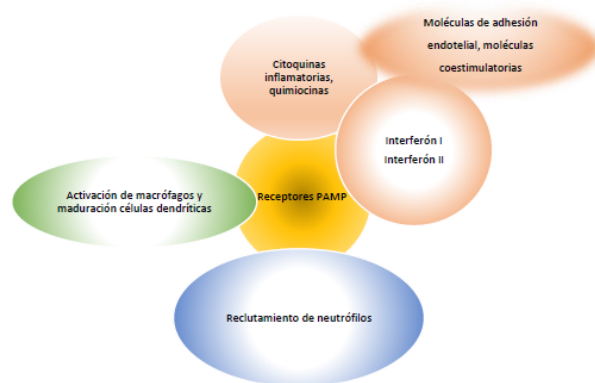 Moléculas de adhesión
endotelial, moléculas
coestimulatorias
Citoquinas
inflamatorias,
quimiocinas
Interferón I
Interferón II
Activación de macrófagos y
maduración células dendríticas
Receptores PAMP
Reclutamiento de neutrófilos